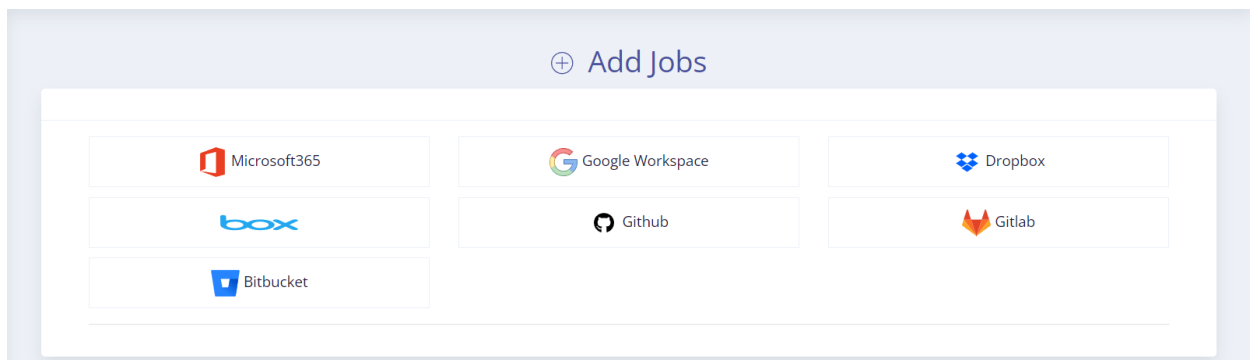 Add Jobs
Microsoft365
Google Workspace
Dropbox
box
Github
Gitlab
Bitbucket